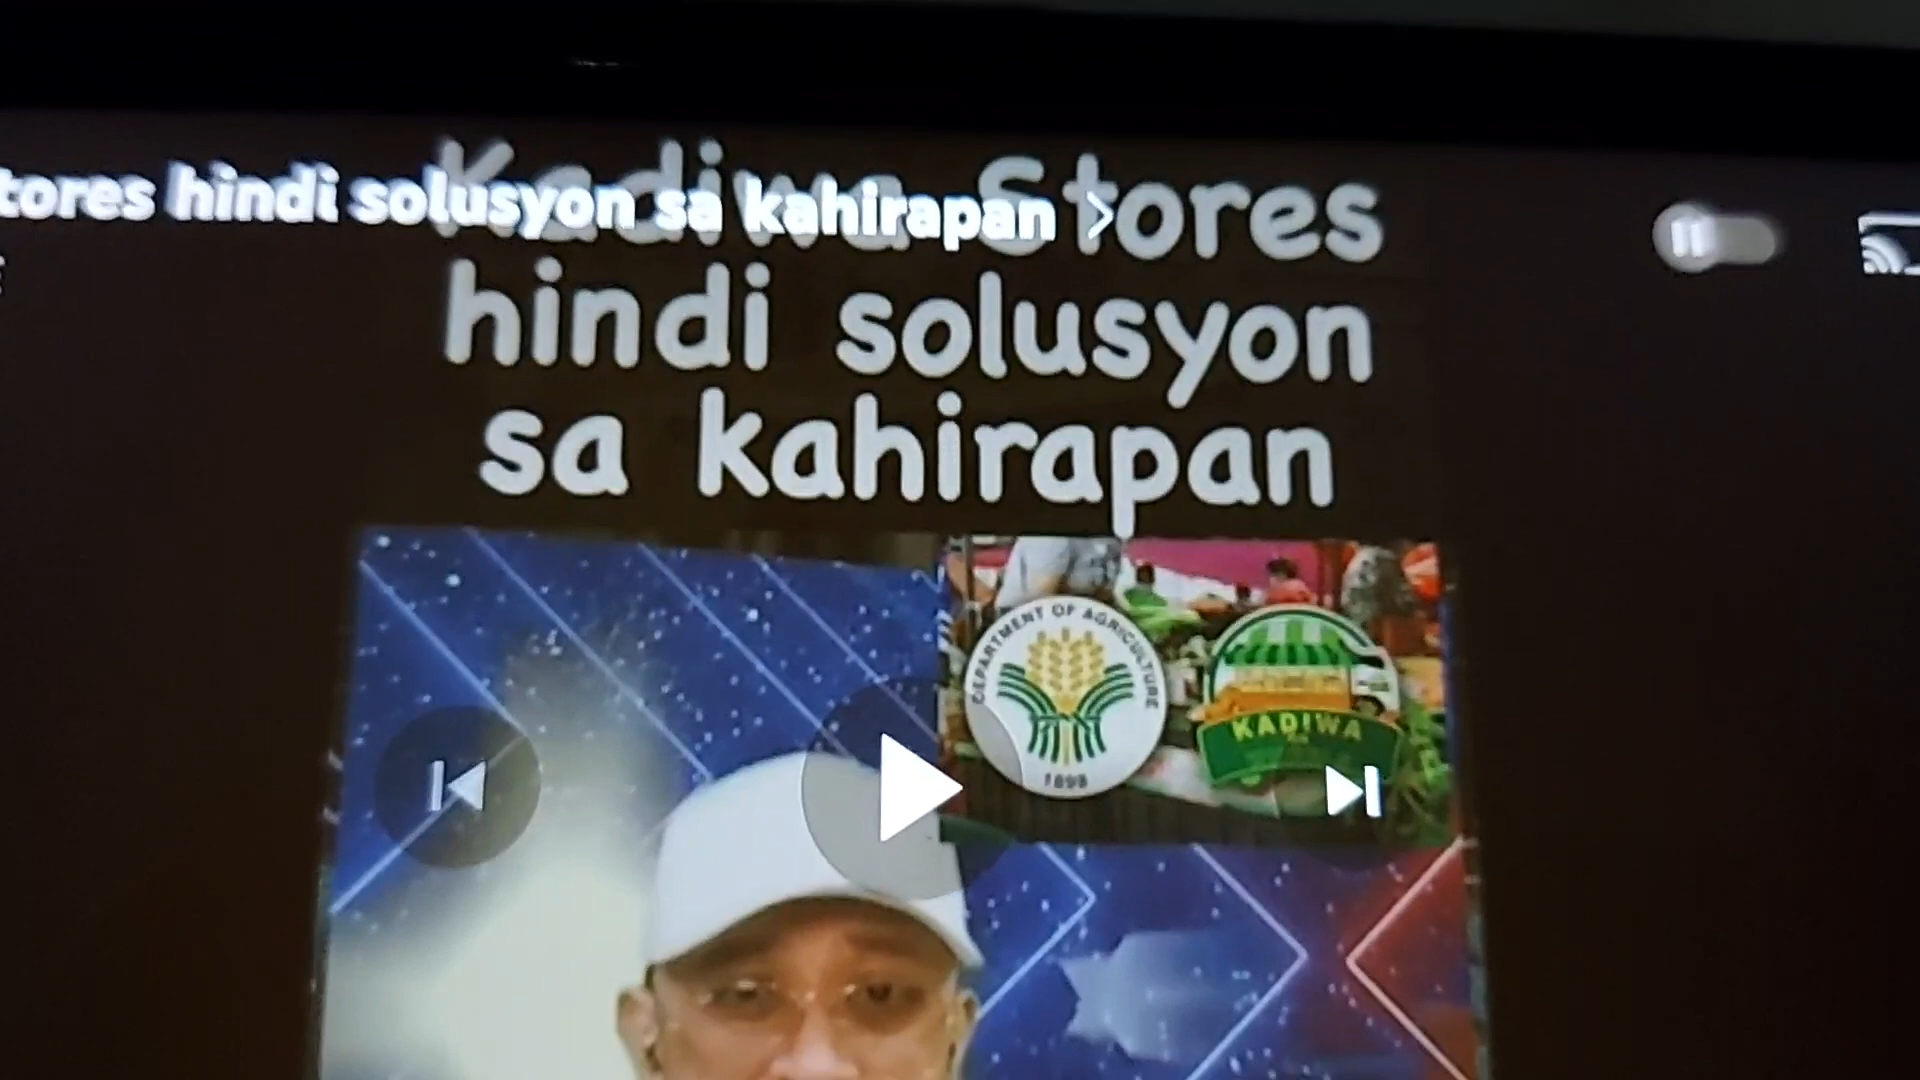 tores hindi solusyon sa kahirapan
Kadiwa Stores
hindi solusyon
sa kahirapan
DEPARTMENT OF AGRICULTURE
1898
KADIWA